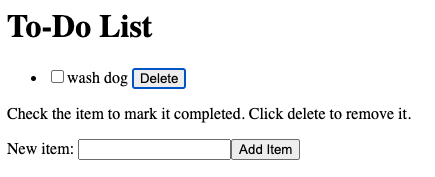 To-Do List
wash dog Delete
Check the item to mark it completed. Click delete to remove it.
New item: Add Item